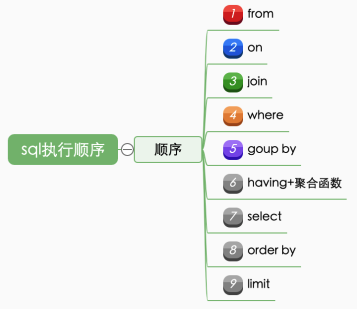 1 from
2 on
3 join
4 where
sql执行顺序
顺序
5 goup by
6 having+聚合函数
7 select
8 order by
9 limit